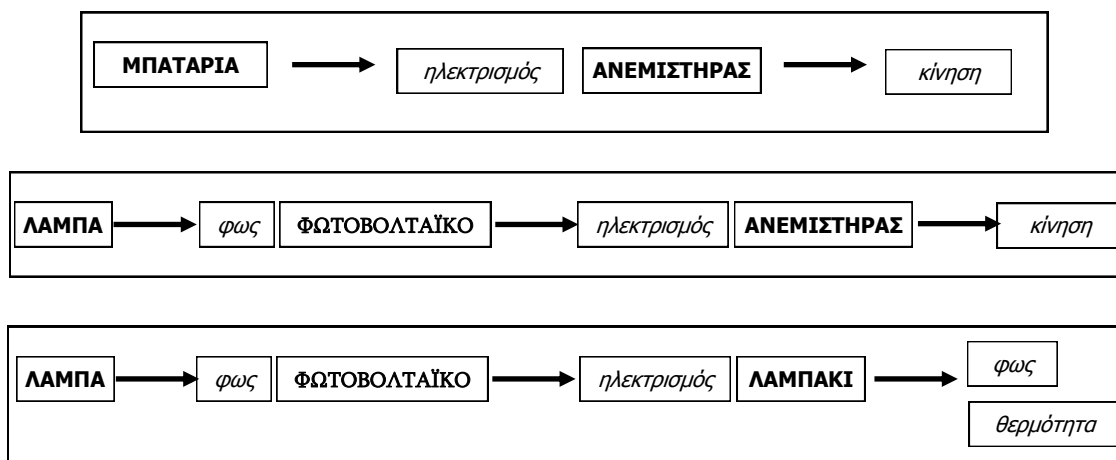 ΜΠΑΤΑΡΙΑ ηλεκτρισμός ΑΝΕΜΙΣΤΗΡΑΣ κίνηση
ΛΑΜΠΑ φως ΦΩΤΟΒΟΛΤΑΪΚΟ ηλεκτρισμός ΑΝΕΜΙΣΤΗΡΑΣ κίνηση
ΛΑΜΠΑ φως ΦΩΤΟΒΟΛΤΑΪΚΟ ηλεκτρισμός ΛΑΜΠΑΚΙ φως
θερμότητα